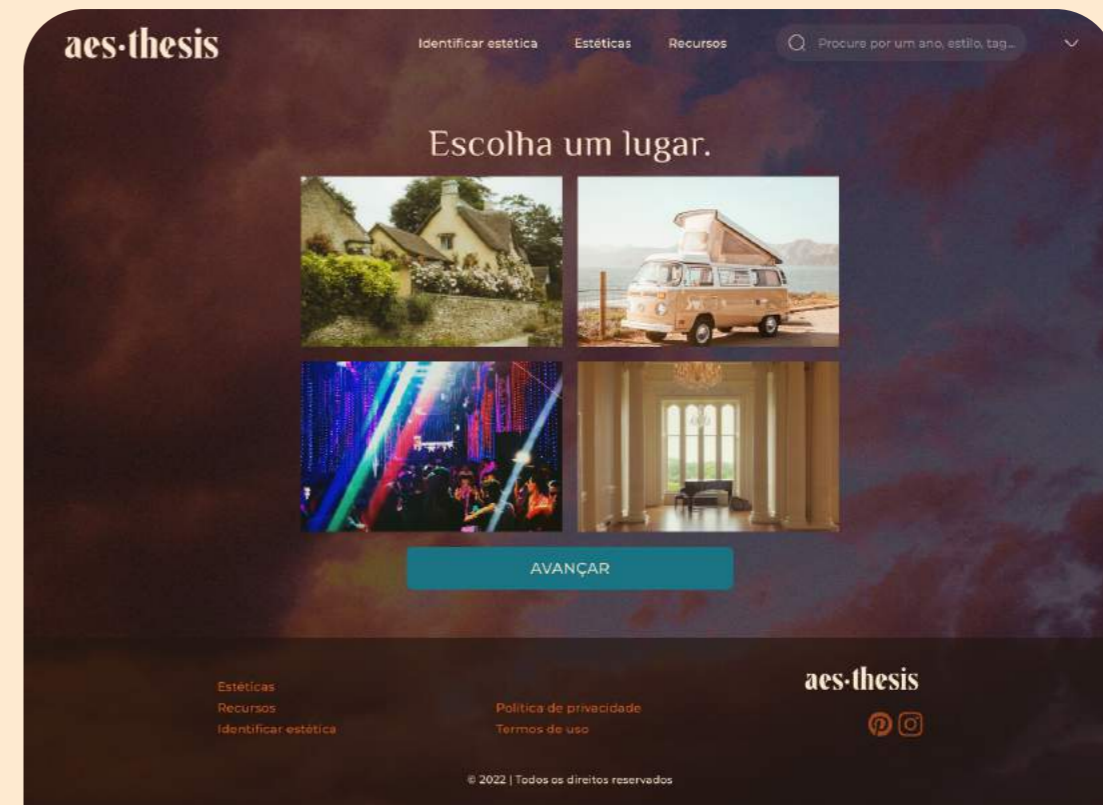 aes·thesis
Identificar estética Estéticas Recursos Procure por um ano, estilo, tag...
Escolha um lugar.
AVANÇAR
Estéticas
Recursos
Identificar estética
Política de privacidade
Termos de uso
aes·thesis
© 2022 | Todos os direitos reservados